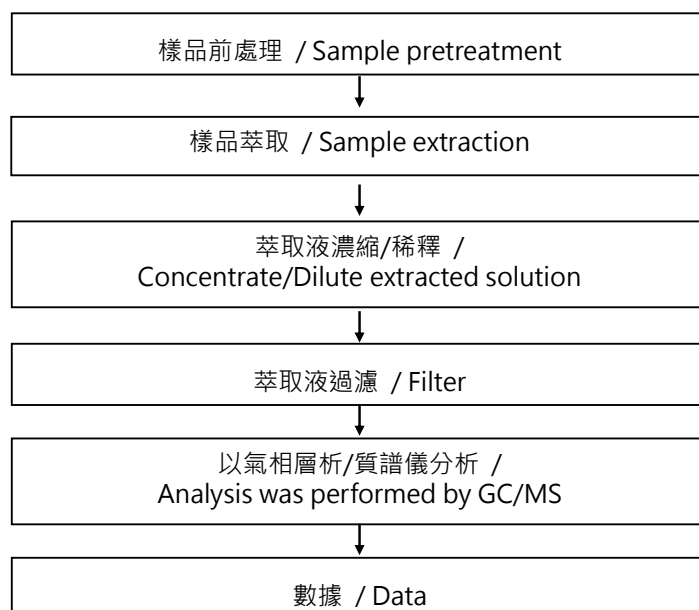 樣品前處理 / Sample pretreatment
樣品萃取 / Sample extraction
萃取液濃縮/稀釋 /
Concentrate/Dilute extracted solution
萃取液過濾 / Filter
以氣相層析/質譜儀分析 /
Analysis was performed by GC/MS
數據 / Data